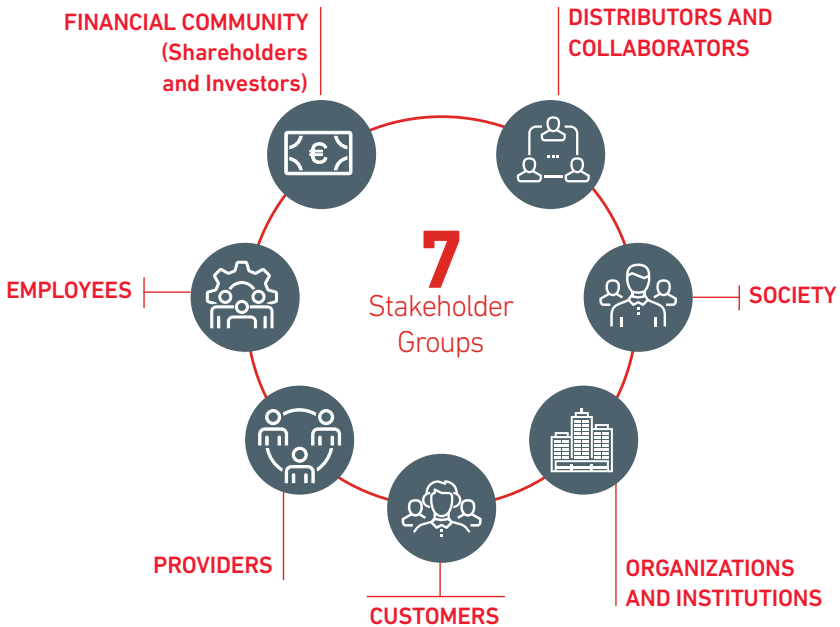 FINANCIAL COMMUNITY
(Shareholders
and Investors)
DISTRIBUTORS AND
COLLABORATORS
€
...
EMPLOYEES
7
Stakeholder
Groups
SOCIETY
PROVIDERS
CUSTOMERS
ORGANIZATIONS
AND INSTITUTIONS